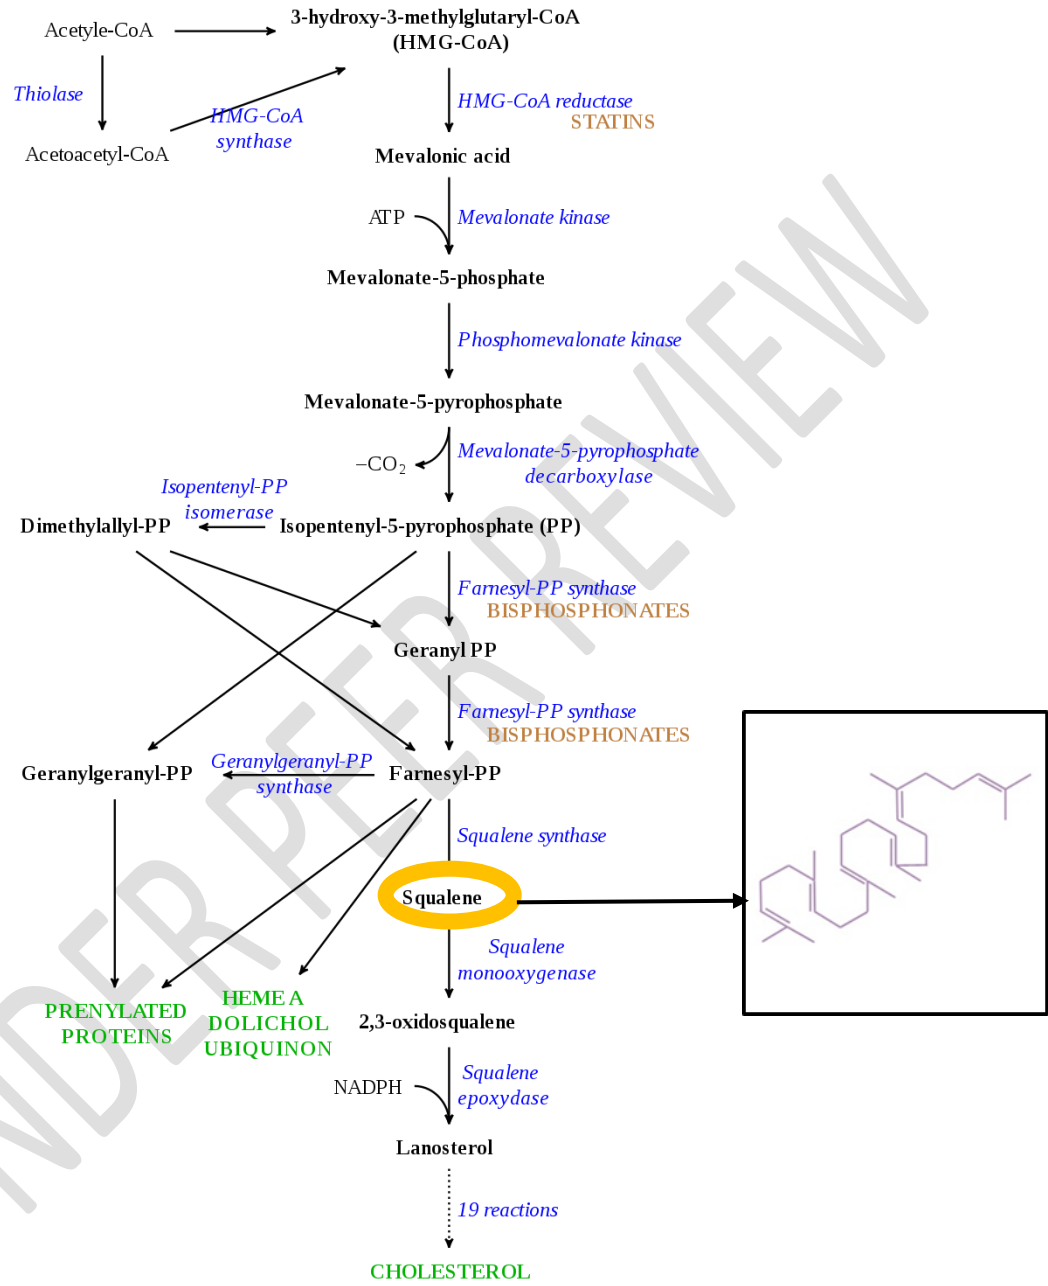 Acetyle-CoA
3-hydroxy-3-methylglutaryl-CoA
(HMG-CoA)
Thiolase
HMG-CoA
synthase
HMG-CoA reductase
STATINS
Acetoacetyl-CoA
Mevalonic acid
ATP
Mevalonate kinase
Mevalonate-5-phosphate
Phosphomevalonate kinase
Mevalonate-5-pyrophosphate
–CO₂
Mevalonate-5-pyrophosphate
decarboxylase
Isopentenyl-PP
isomerase
Dimethylallyl-PP
Isopentenyl-5-pyrophosphate (PP)
Farnesyl-PP synthase
BISPHOSPHONATES
Geranyl PP
Farnesyl-PP synthase
BISPHOSPHONATES
Geranylgeranyl-PP
Geranylgeranyl-PP
synthase
Farnesyl-PP
Squalene synthase
Squalene
Squalene
monooxygenase
PRENYLATED
PROTEINS
HEME A
DOLICHOL
UBIQUINON
2,3-oxidosqualene
NADPH
Squalene
epoxydase
Lanosterol
19 reactions
CHOLESTEROL
NDER PEER REVIEW